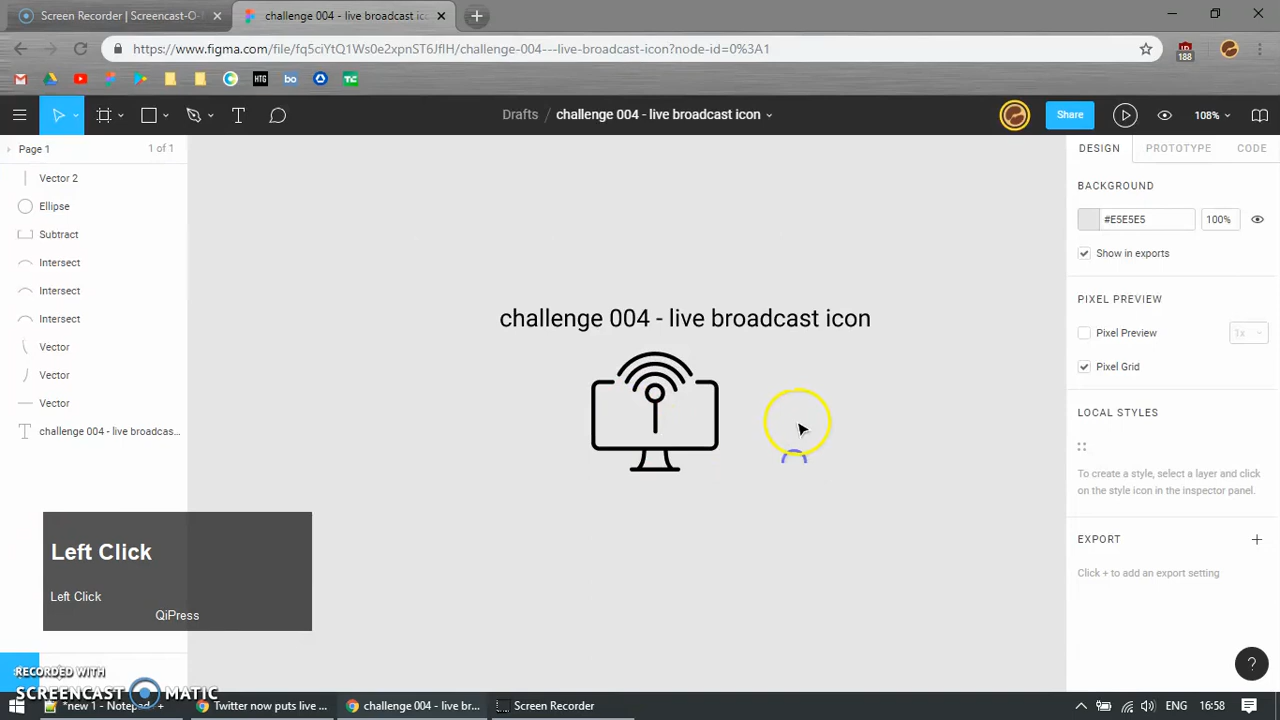 Screen Recorder | Screencast-O-
challenge 004 - live broadcast ic
https://www.figma.com/file/fq5ciYtQ1Ws0e2xpnST6JfIH/challenge-004---live-broadcast-icon?node-id=0%3A1
188
HTG
bo
TC
Drafts / challenge 004 - live broadcast icon
Share
108%
Page 1
1 of 1
DESIGN
PROTOTYPE
CODE
Vector 2
Ellipse
Subtract
Intersect
Intersect
Intersect
Vector
Vector
Vector
challenge 004 - live broadcas...
BACKGROUND
#E5E5E5
100%
Show in exports
PIXEL PREVIEW
Pixel Preview
1x
Pixel Grid
LOCAL STYLES
To create a style, select a layer and click
on the style icon in the inspector panel.
EXPORT
Click + to add an export setting
challenge 004 - live broadcast icon
Left Click
Left Click
QiPress
?
RECORDED WITH
SCREENCAST MATIC
*new 1 - Notepad+ +
Twitter now puts live ...
challenge 004 - live br...
Screen Recorder
ENG
16:58